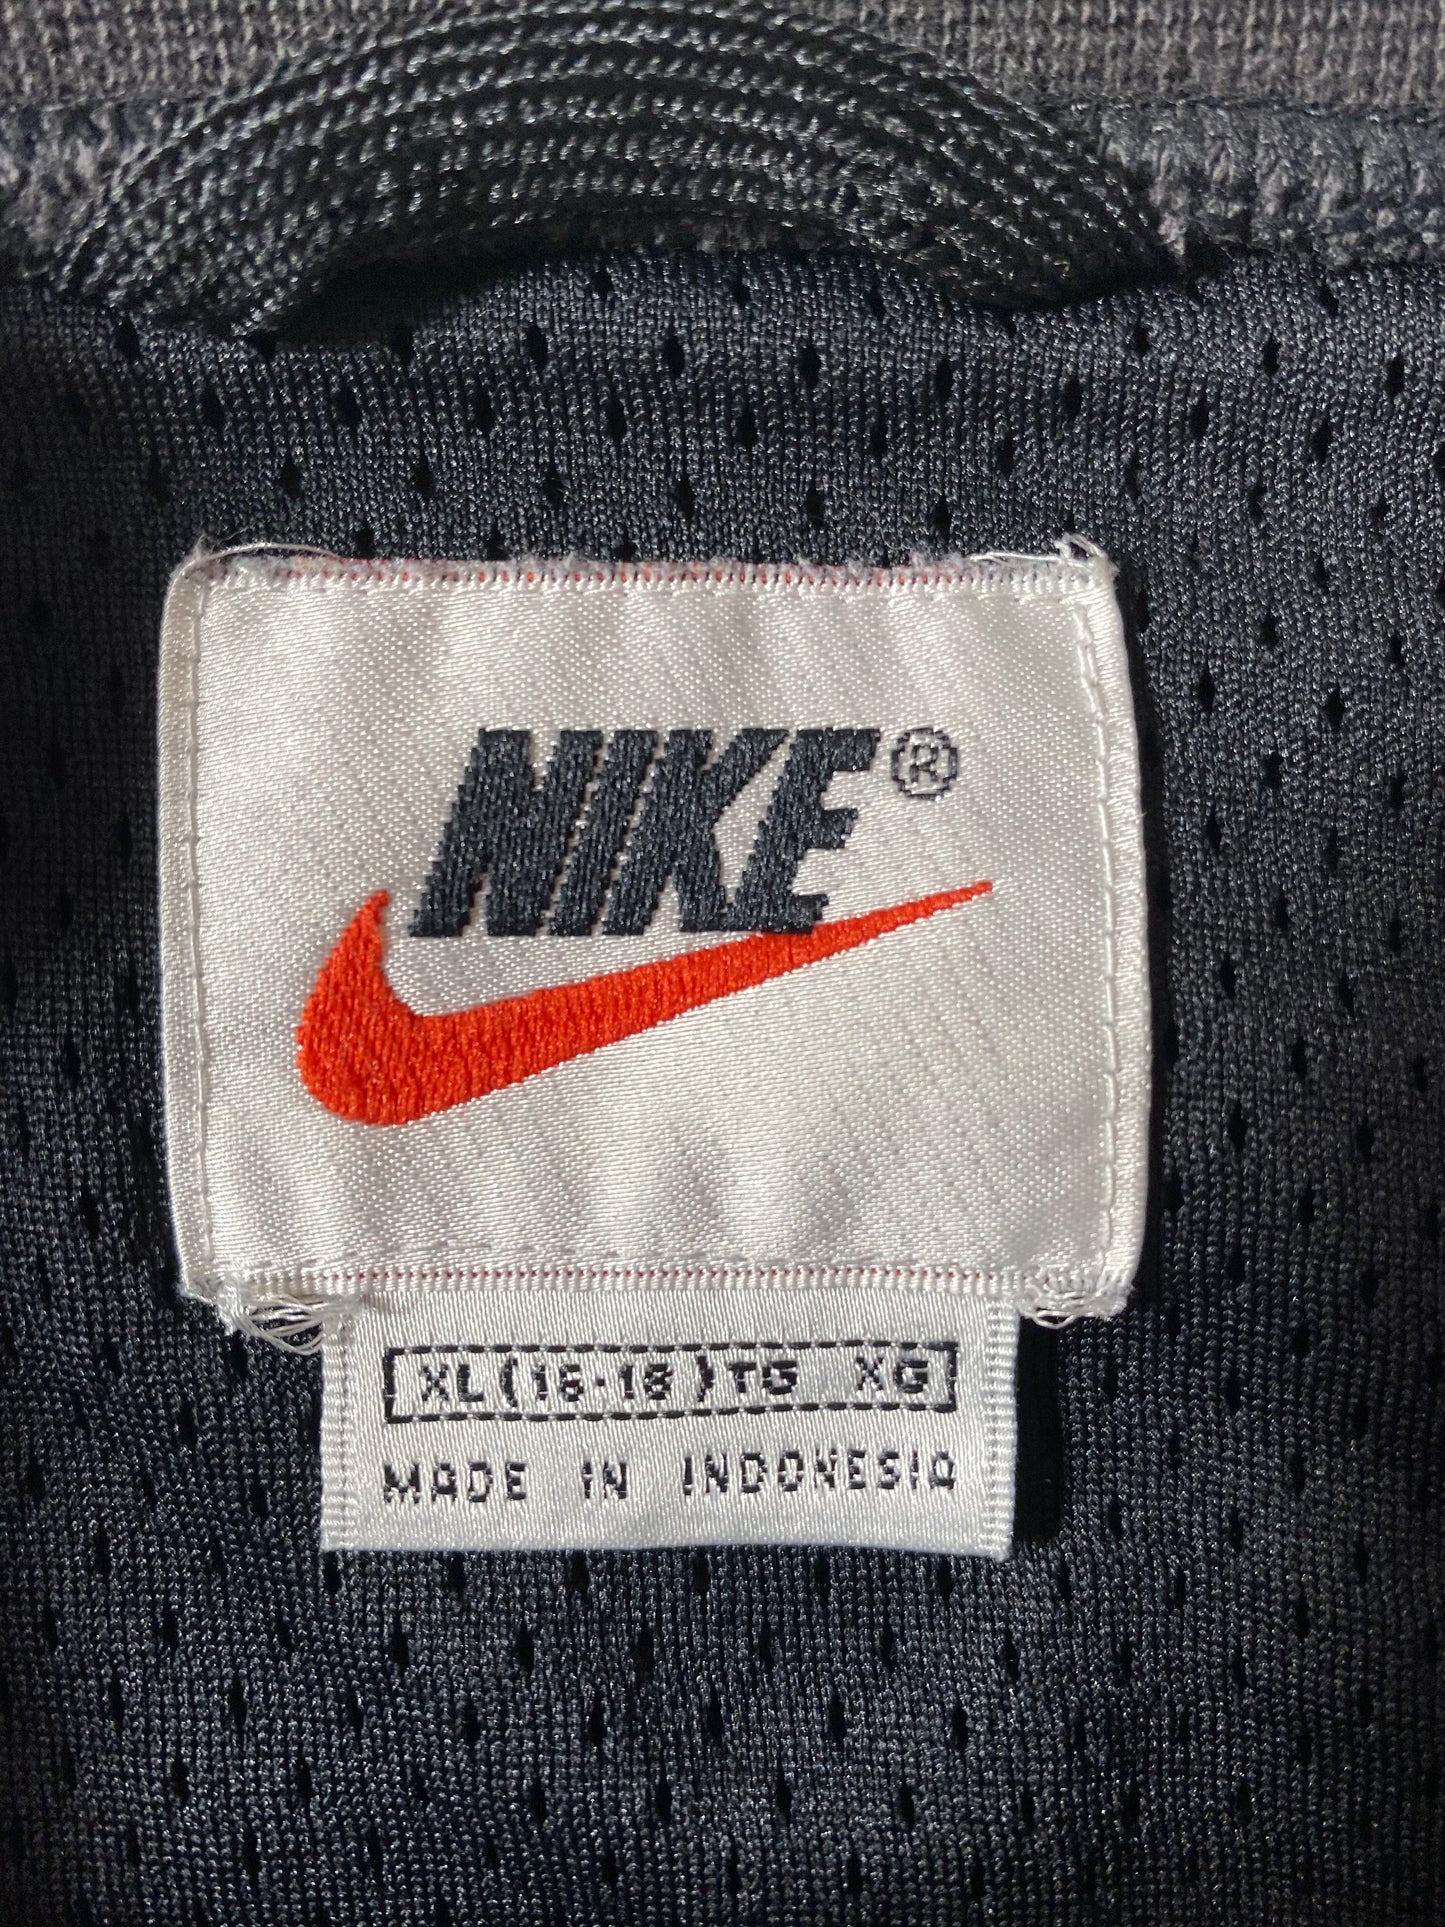 NIKE®
XL (16-18) TG XG
MADE IN INDONESIA